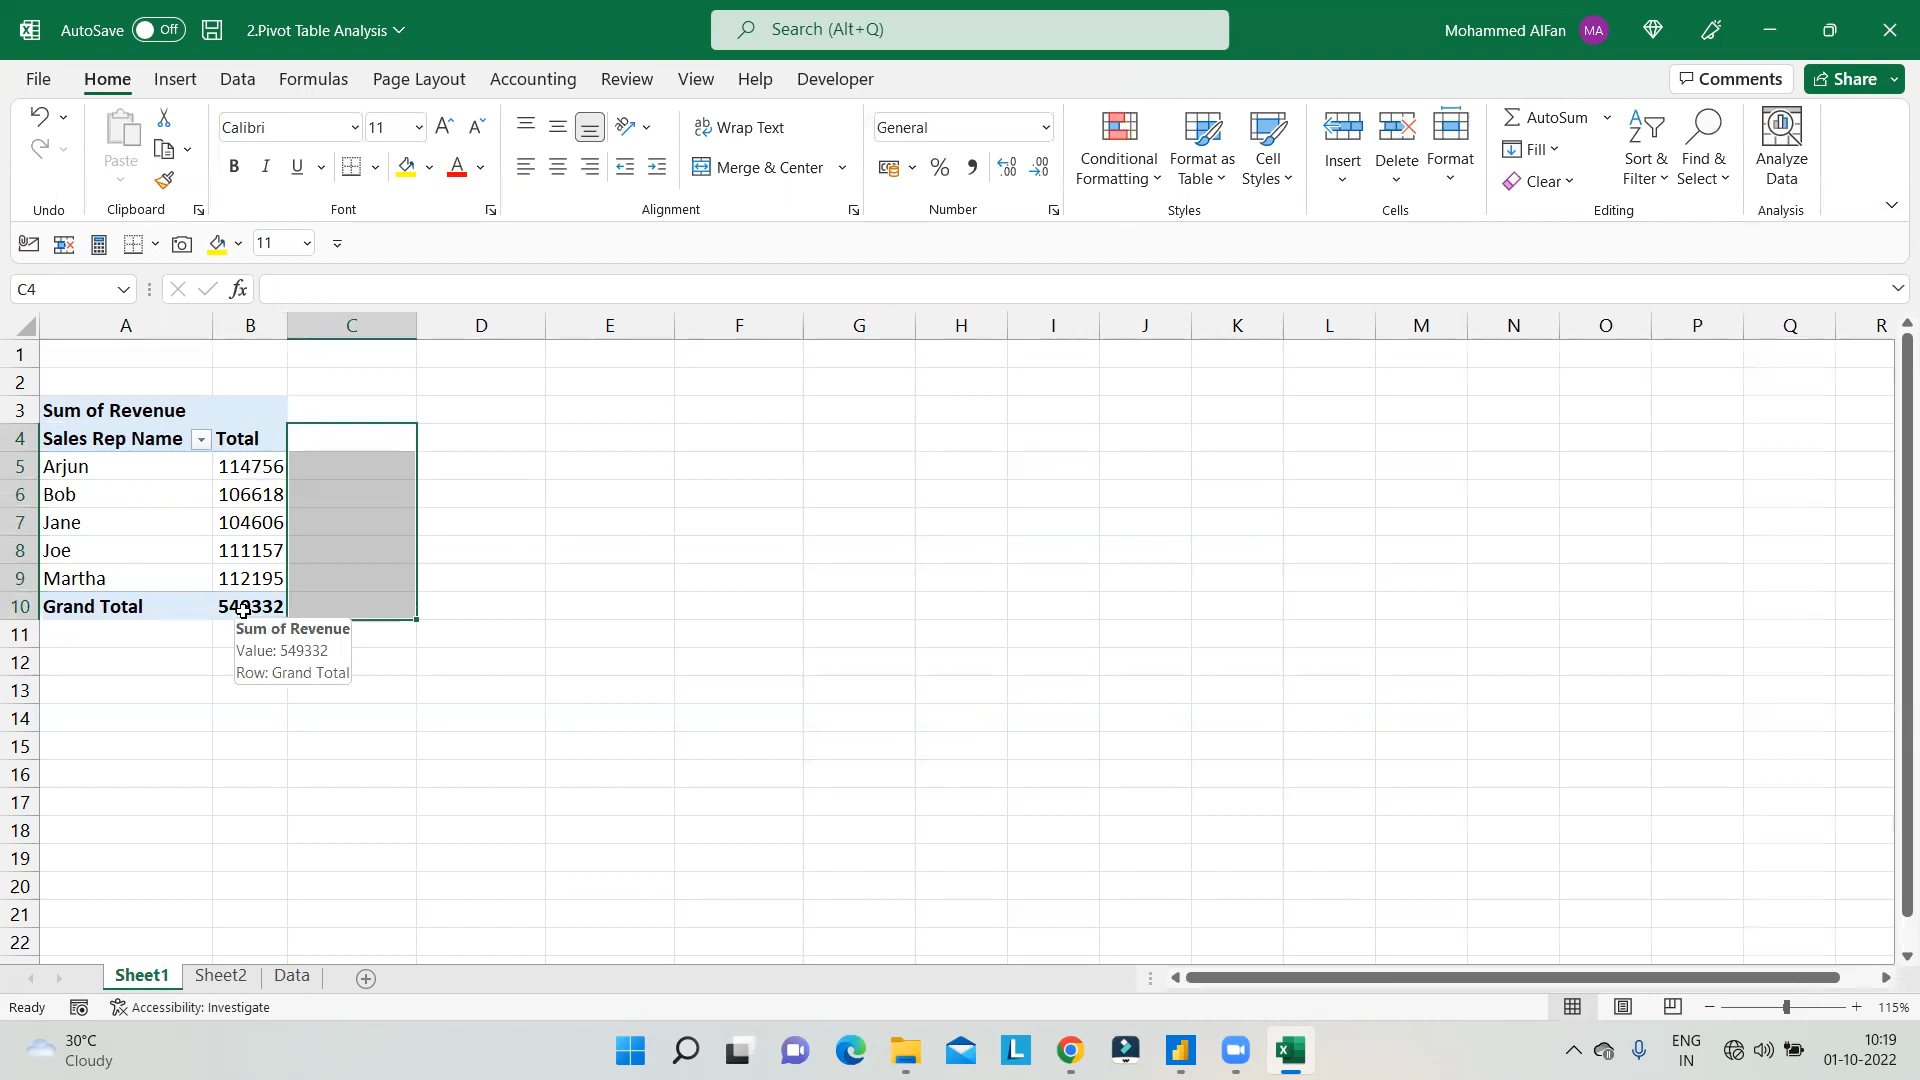 AutoSave Off 2.Pivot Table Analysis Search (Alt+Q) Mohammed AlFan MA
File Home Insert Data Formulas Page Layout Accounting Review View Help Developer Comments Share
Paste Calibri 11 B I U A Wrap Text Merge & Center General % Conditional Formatting Format as Table Cell Styles Insert Delete Format AutoSum Fill Clear Sort & Filter Find & Select Analyze Data
Undo Clipboard Font Alignment Number Styles Cells Editing Analysis
11
C4 fx
A B C D E F G H I J K L M N O P Q R
1
2
3 Sum of Revenue
4 Sales Rep Name Total
5 Arjun 114756
6 Bob 106618
7 Jane 104606
8 Joe 111157
9 Martha 112195
10 Grand Total 549332
11 Sum of Revenue
Value: 549332
12
Row: Grand Total
13
14
15
16
17
18
19
20
21
22
Sheet1 Sheet2 Data
Ready Accessibility: Investigate 115%
30°C
Cloudy
ENG
IN
10:19
01-10-2022